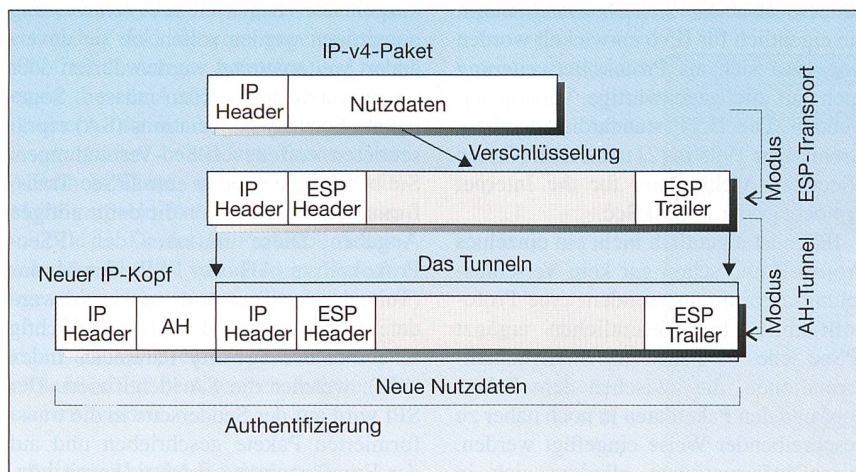 IP-v4-Paket
IP
Header
Nutzdaten
Verschlüsselung
Modus
ESP-Transport
IP
Header
ESP
Header
ESP
Trailer
Das Tunneln
Neuer IP-Kopf
Modus
AH-Tunnel
IP
Header
AH
IP
Header
ESP
Header
ESP
Trailer
Neue Nutzdaten
Authentifizierung